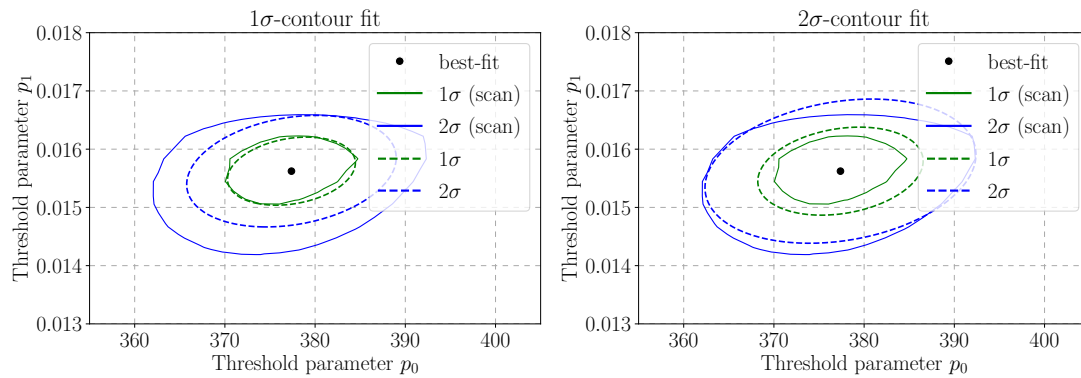 1σ-contour fit
0.018
0.017
0.016
0.015
0.014
0.013
Threshold parameter p₁
360
370
380
390
400
Threshold parameter p₀
best-fit
1σ (scan)
2σ (scan)
1σ
2σ
2σ-contour fit
0.018
0.017
0.016
0.015
0.014
0.013
Threshold parameter p₁
360
370
380
390
400
Threshold parameter p₀
best-fit
1σ (scan)
2σ (scan)
1σ
2σ